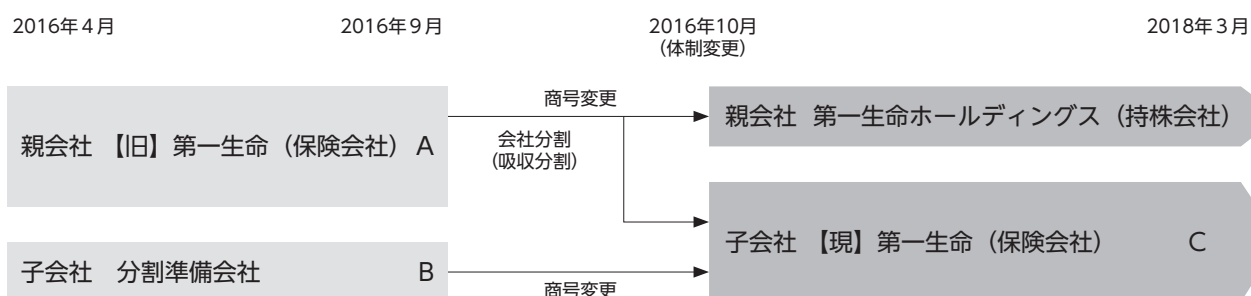 2016年4月 2016年9月 2016年10月 2018年3月
（体制変更）
商号変更
親会社 第一生命ホールディングス（持株会社）
親会社 【旧】第一生命（保険会社） A
会社分割
（吸収分割）
子会社 【現】第一生命（保険会社） C
子会社 分割準備会社 B
商号変更